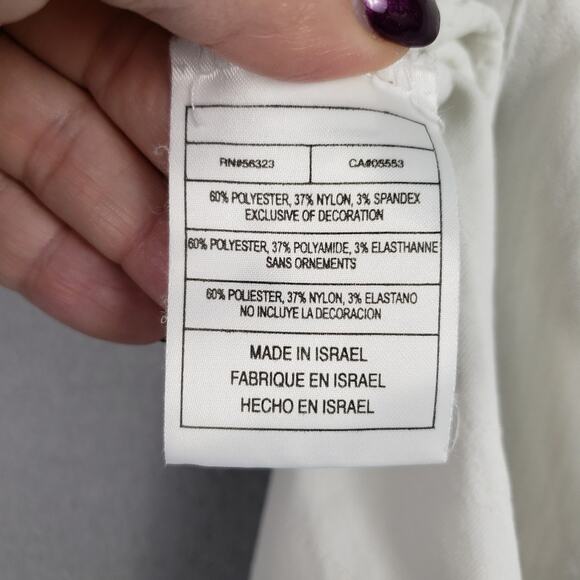 RN#56323
CA#05553
60% POLYESTER, 37% NYLON, 3% SPANDEX
EXCLUSIVE OF DECORATION
60% POLYESTER, 37% POLYAMIDE, 3% ELASTHANNE
SANS ORNEMENTS
60% POLIESTER, 37% NYLON, 3% ELASTANO
NO INCLUYE LA DECORACION
MADE IN ISRAEL
FABRIQUE EN ISRAEL
HECHO EN ISRAEL